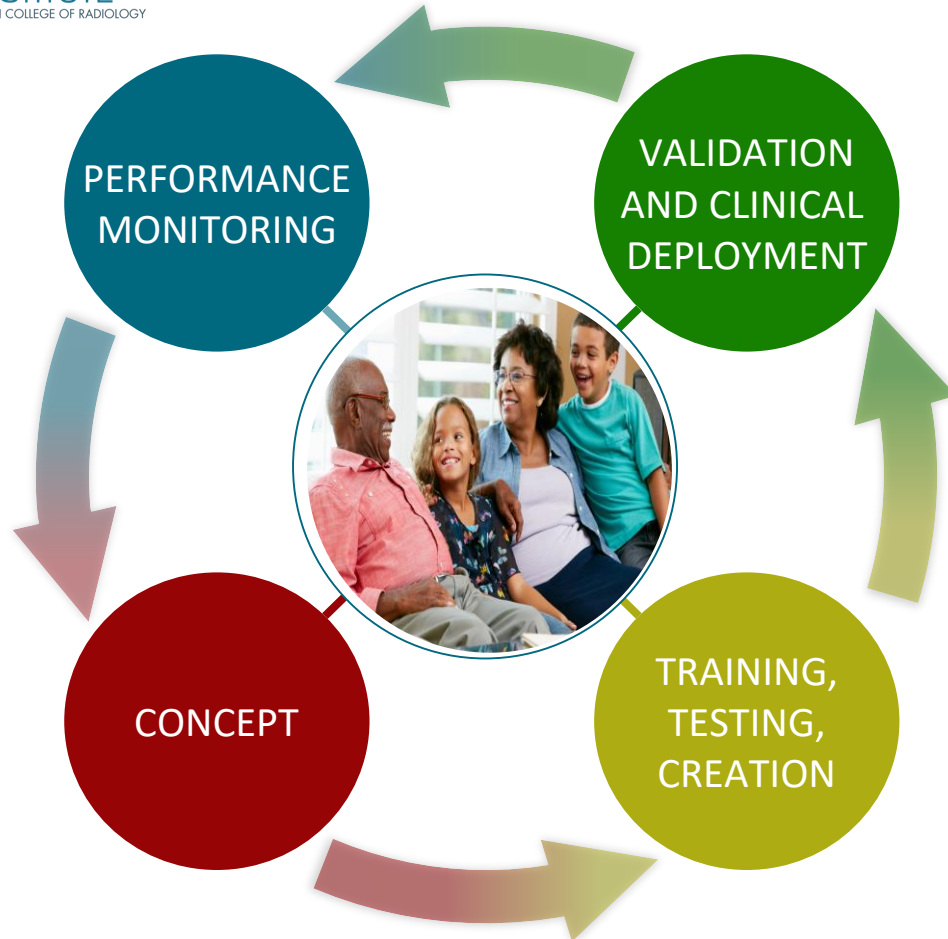 COLLEGE OF RADIOLOGY
PERFORMANCE
MONITORING
VALIDATION
AND CLINICAL
DEPLOYMENT
CONCEPT
TRAINING,
TESTING,
CREATION